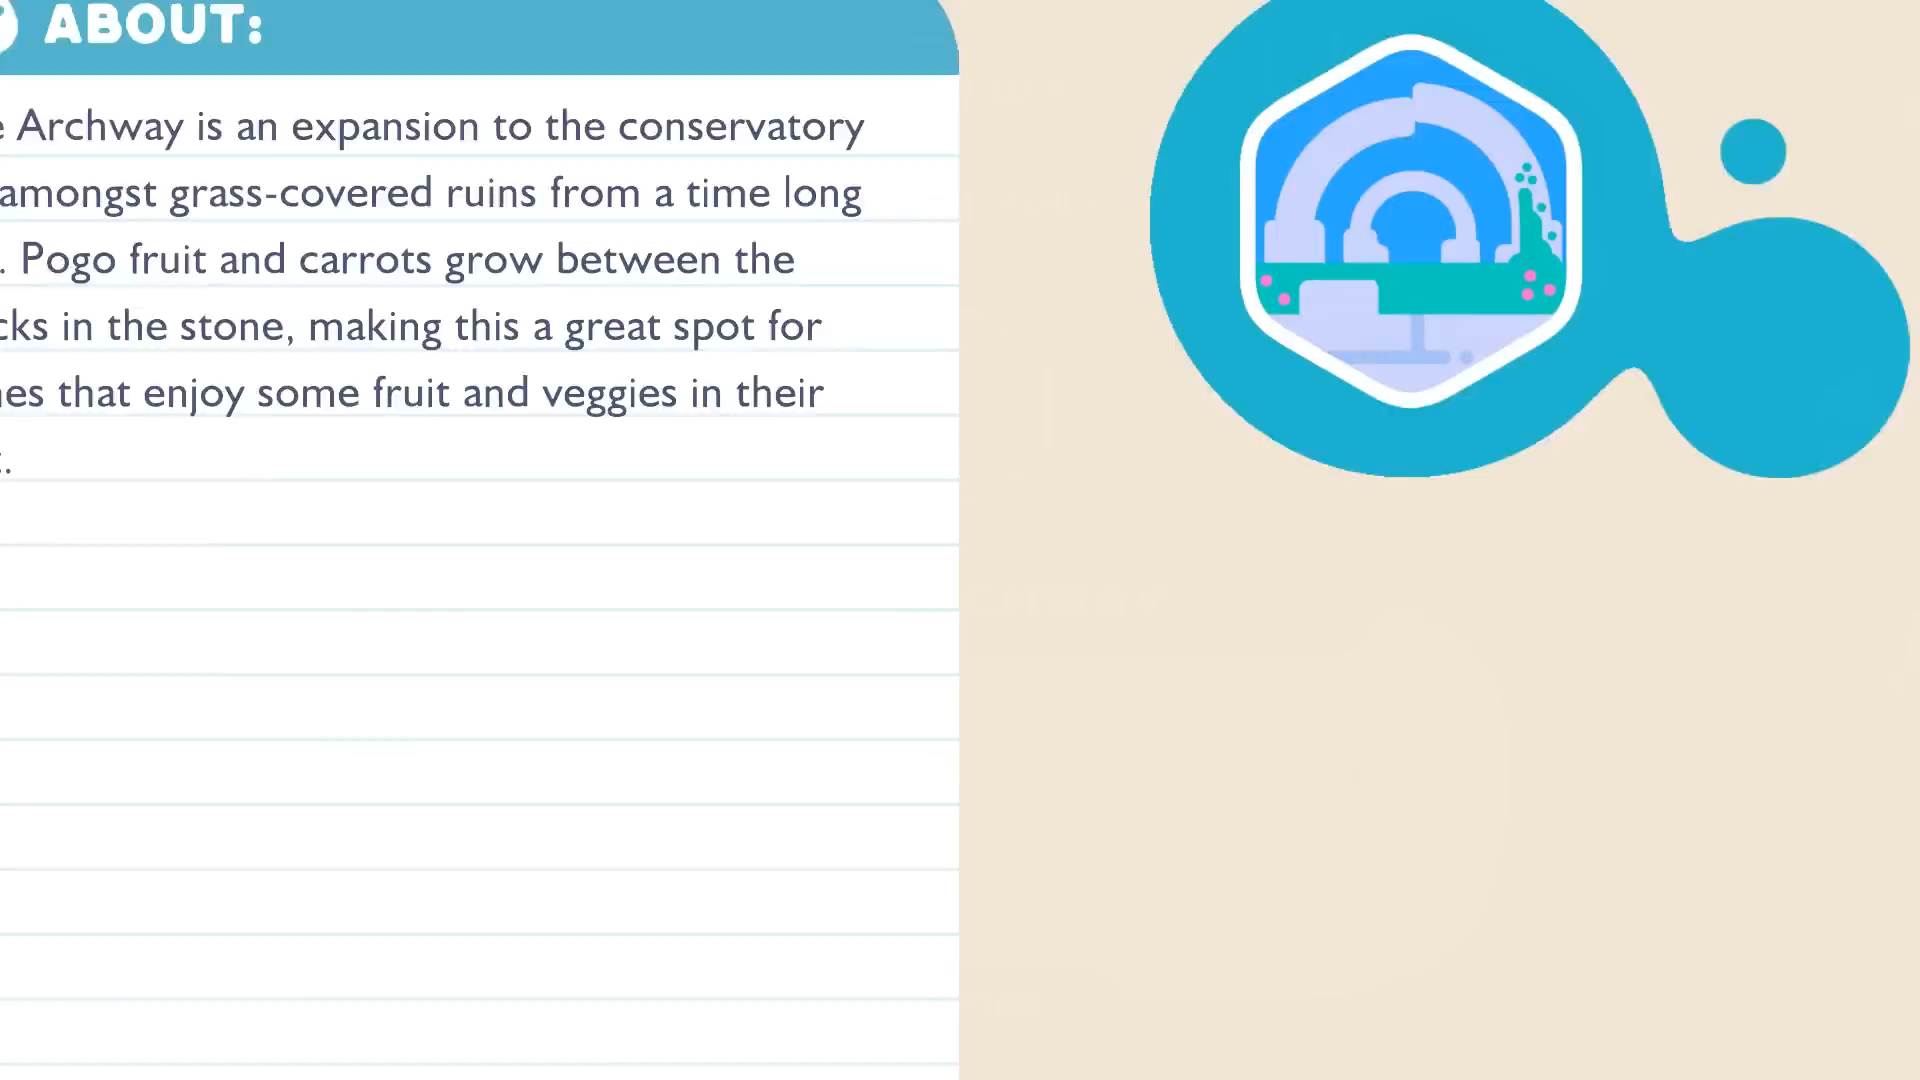 ABOUT:
Archway is an expansion to the conservatory
amongst grass-covered ruins from a time long
. Pogo fruit and carrots grow between the
cks in the stone, making this a great spot for
es that enjoy some fruit and veggies in their
.